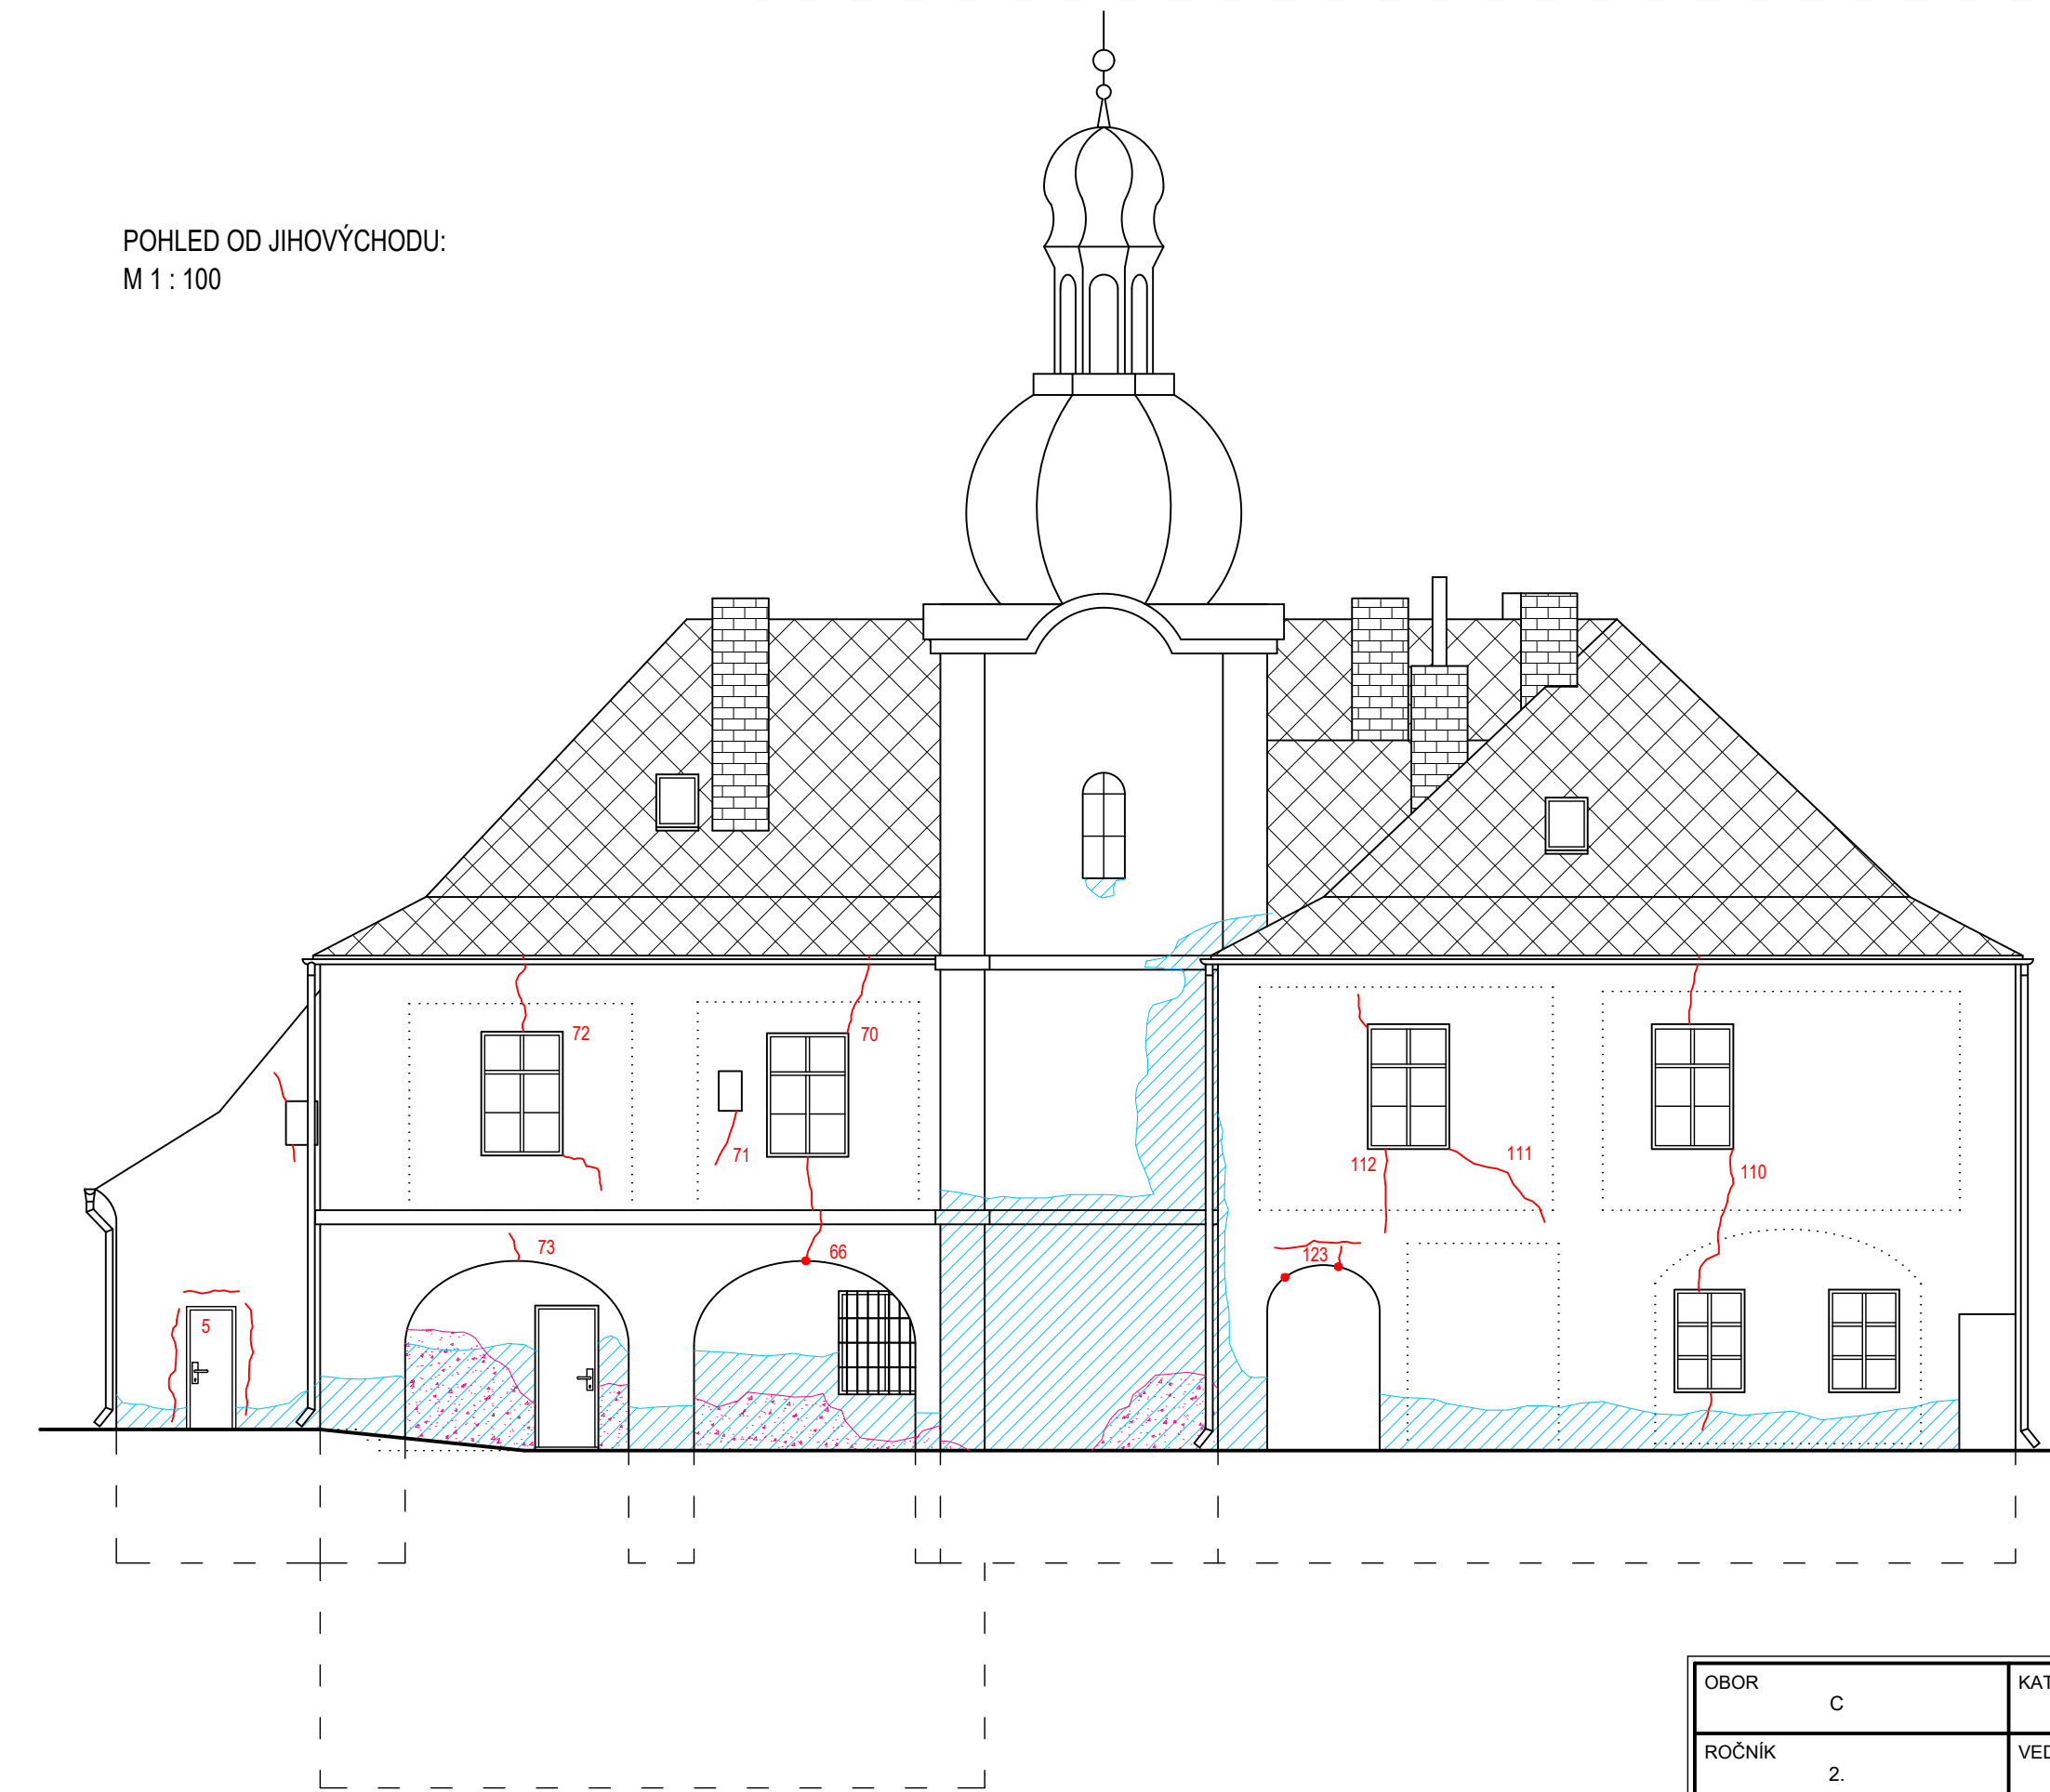 POHLED OD JIHOVÝCHODU:
M 1 : 100
72
70
71
112
111
110
73
66
123
5
OBOR
C
KAT
ROČNÍK
2.
VED